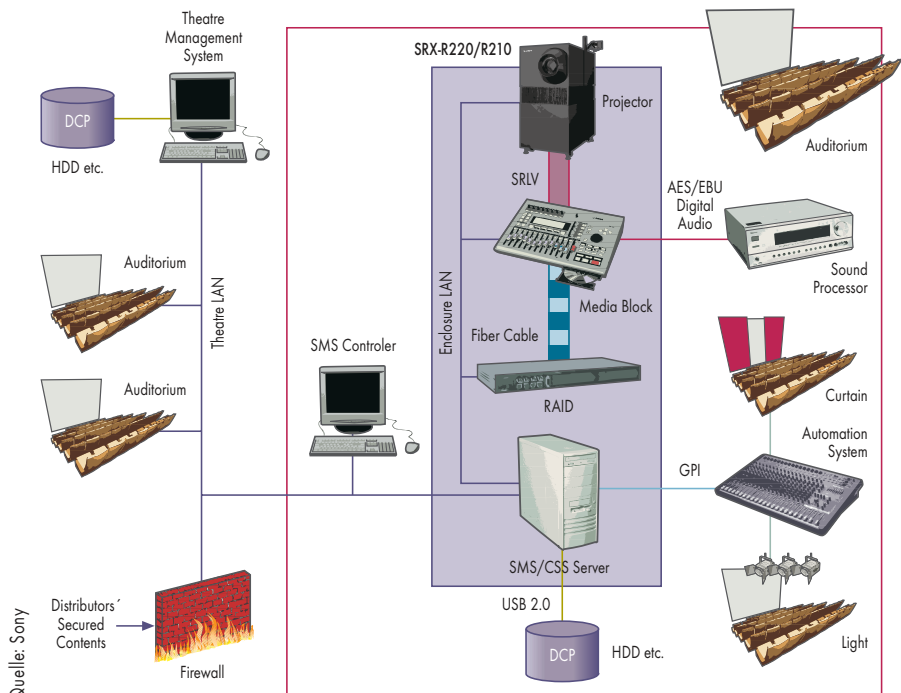 Theatre
Management
System
DCP
HDD etc.
Auditorium
Auditorium
Theatre LAN
SMS Controler
Distributors´
Secured
Contents
Firewall
Quelle: Sony
SRX-R220/R210
Projector
SRLV
Enclosure LAN
Media Block
Fiber Cable
RAID
SMS/CSS Server
USB 2.0
DCP
HDD etc.
Auditorium
AES/EBU
Digital
Audio
Sound
Processor
Curtain
Automation
System
GPI
Light